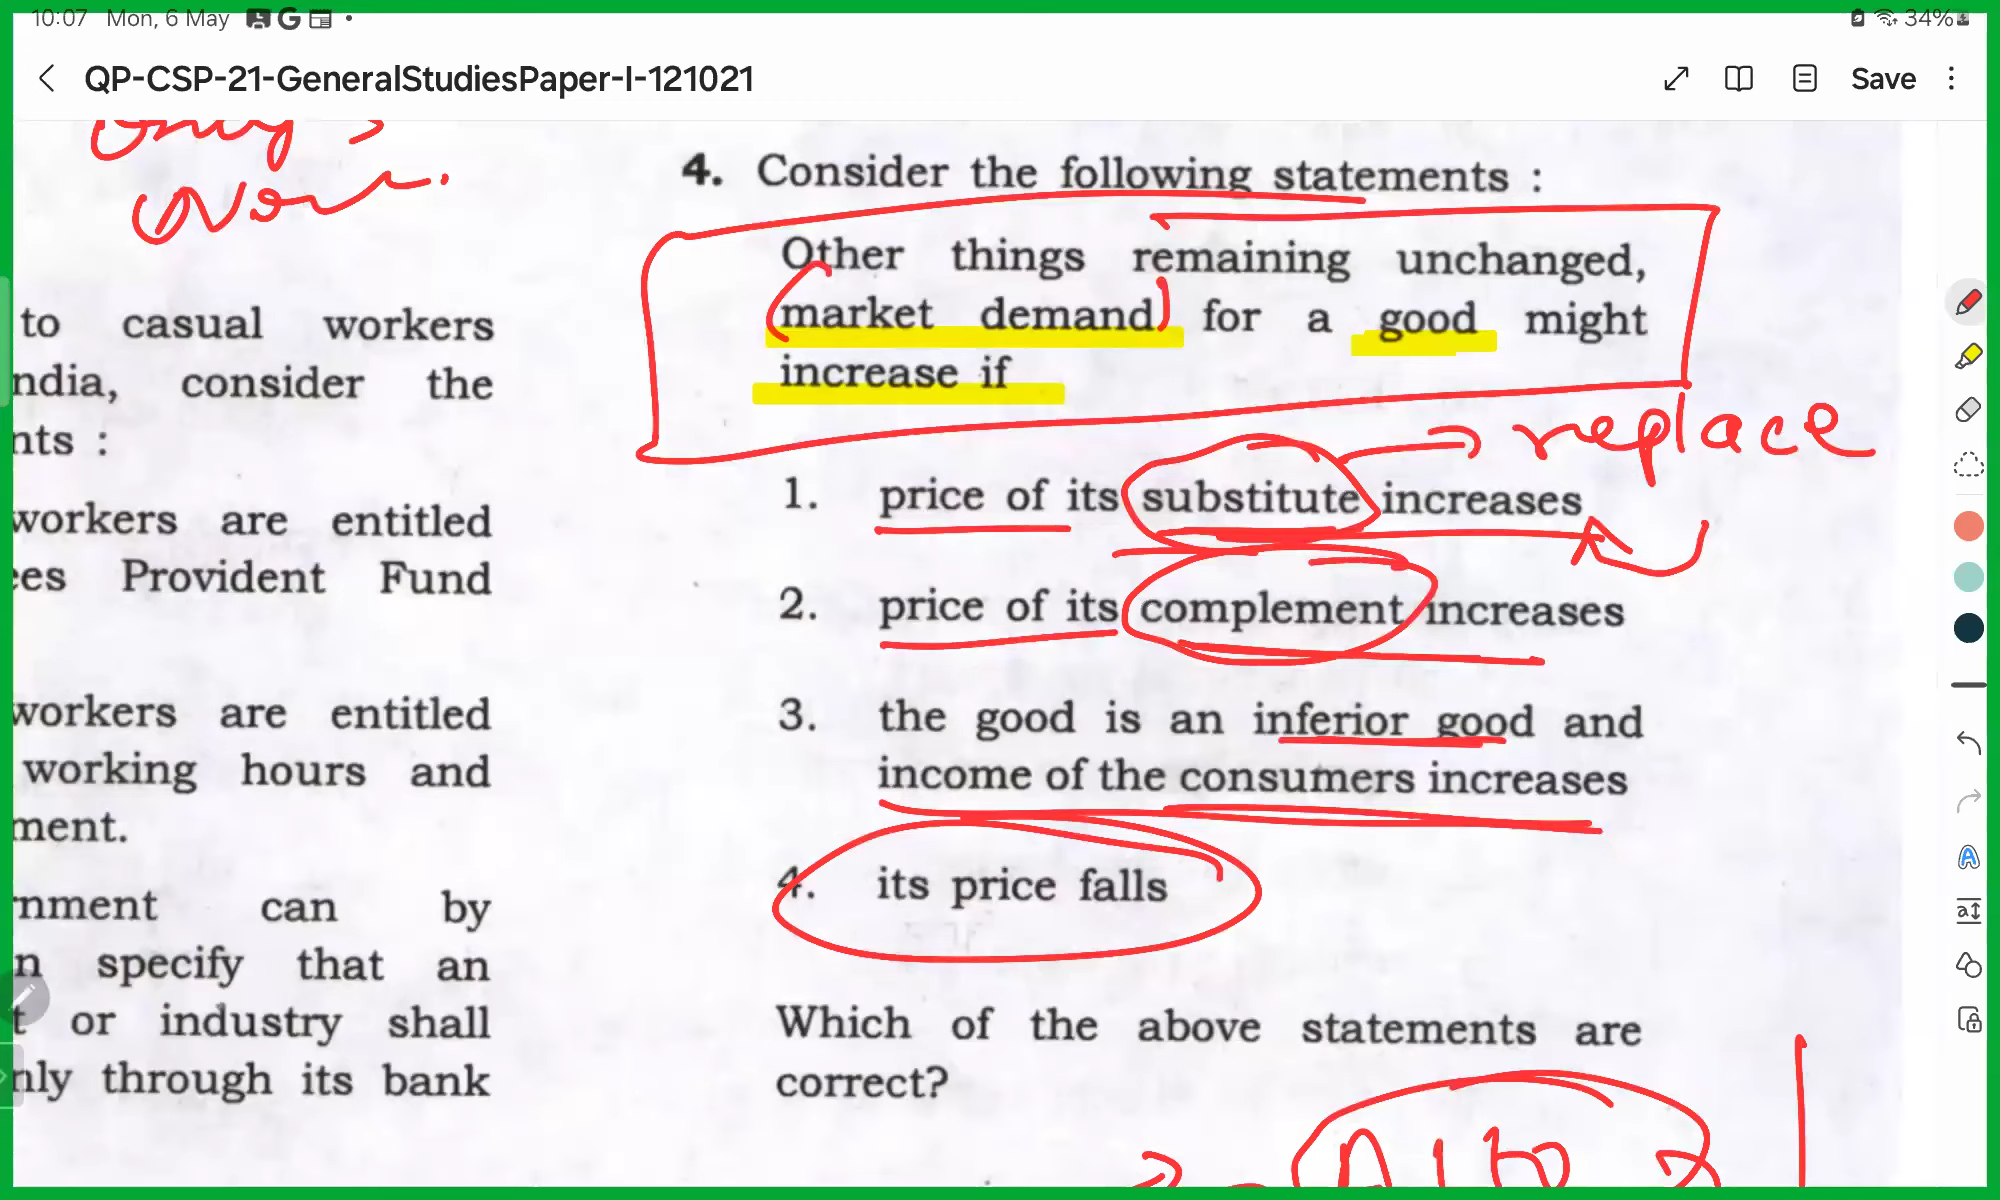 10:07 Mon, 6 May
34%
QP-CSP-21-GeneralStudiesPaper-I-121021
Save
to casual workers
ndia, consider the
nts :
workers are entitled
ees Provident Fund
workers are entitled
working hours and
ment.
rnment can by
n specify that an
t or industry shall
nly through its bank
4. Consider the following statements :
Other things remaining unchanged,
market demand for a good might
increase if
replace
1. price of its substitute increases
2. price of its complement increases
3. the good is an inferior good and
income of the consumers increases
4. its price falls
Which of the above statements are
correct?